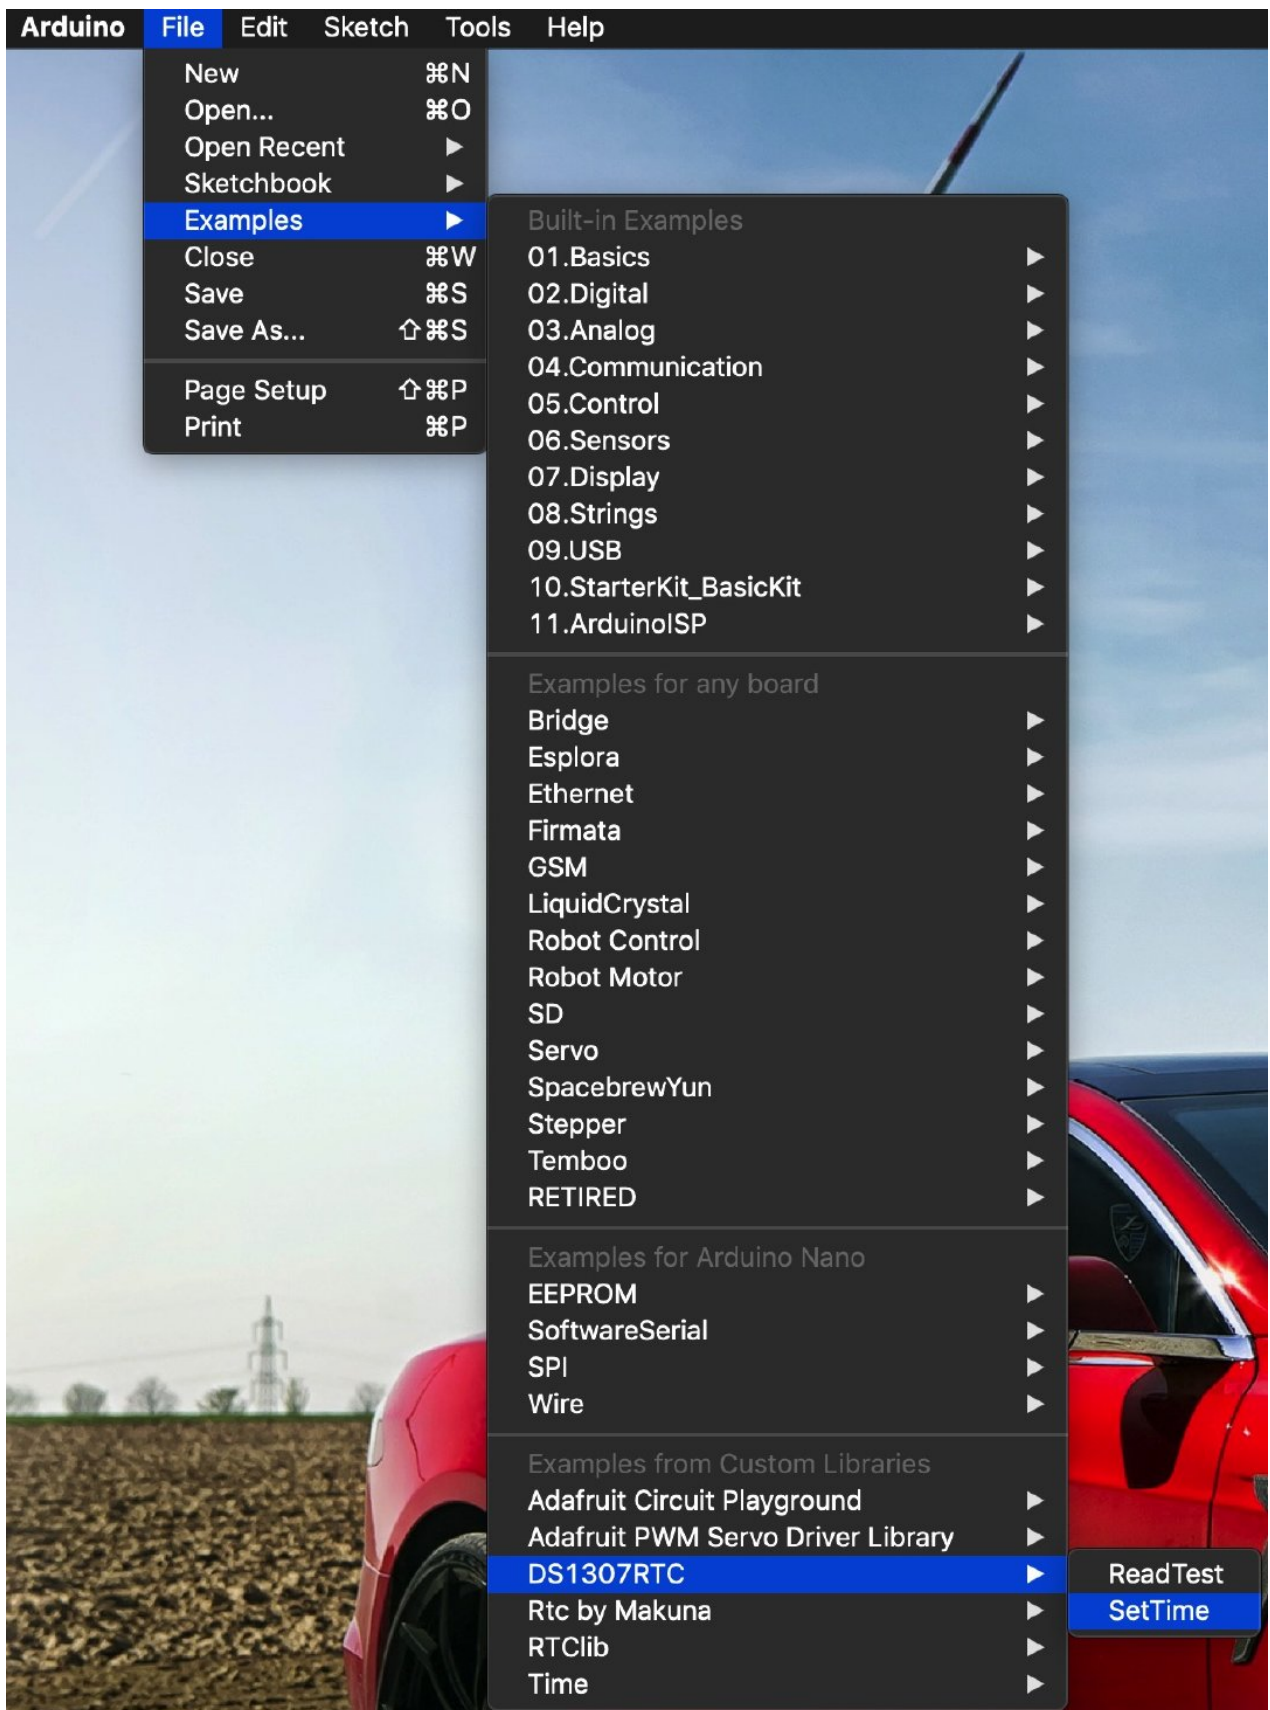 Arduino File Edit Sketch Tools Help
New ⌘N
Open... ⌘O
Open Recent ▶
Sketchbook ▶
Examples ▶
Close ⌘W
Save ⌘S
Save As... ⇧⌘S
Page Setup ⇧⌘P
Print ⌘P
Built-in Examples
01.Basics ▶
02.Digital ▶
03.Analog ▶
04.Communication ▶
05.Control ▶
06.Sensors ▶
07.Display ▶
08.Strings ▶
09.USB ▶
10.StarterKit_BasicKit ▶
11.ArduinoISP ▶
Examples for any board
Bridge ▶
Esplora ▶
Ethernet ▶
Firmata ▶
GSM ▶
LiquidCrystal ▶
Robot Control ▶
Robot Motor ▶
SD ▶
Servo ▶
SpacebrewYun ▶
Stepper ▶
Temboo ▶
RETIRED ▶
Examples for Arduino Nano
EEPROM ▶
SoftwareSerial ▶
SPI ▶
Wire ▶
Examples from Custom Libraries
Adafruit Circuit Playground ▶
Adafruit PWM Servo Driver Library ▶
DS1307RTC ▶
Rtc by Makuna ▶
RTClib ▶
Time ▶
ReadTest
SetTime